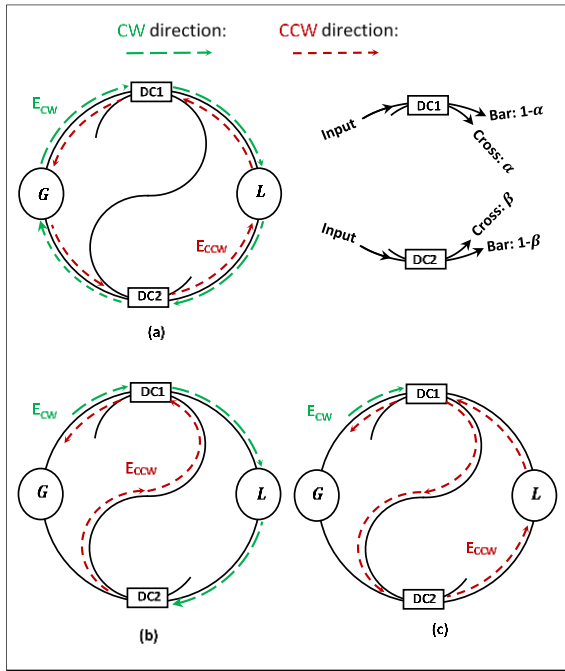 CW direction: CCW direction:
E_CW DC1 DC1 Bar: 1-α
Input Cross: α
G L
Cross: β
Input Bar: 1-β
E_CCW DC2
DC2
(a)
E_CW DC1 E_CW DC1
E_CCW
G L G L
E_CCW
DC2 DC2
(b) (c)